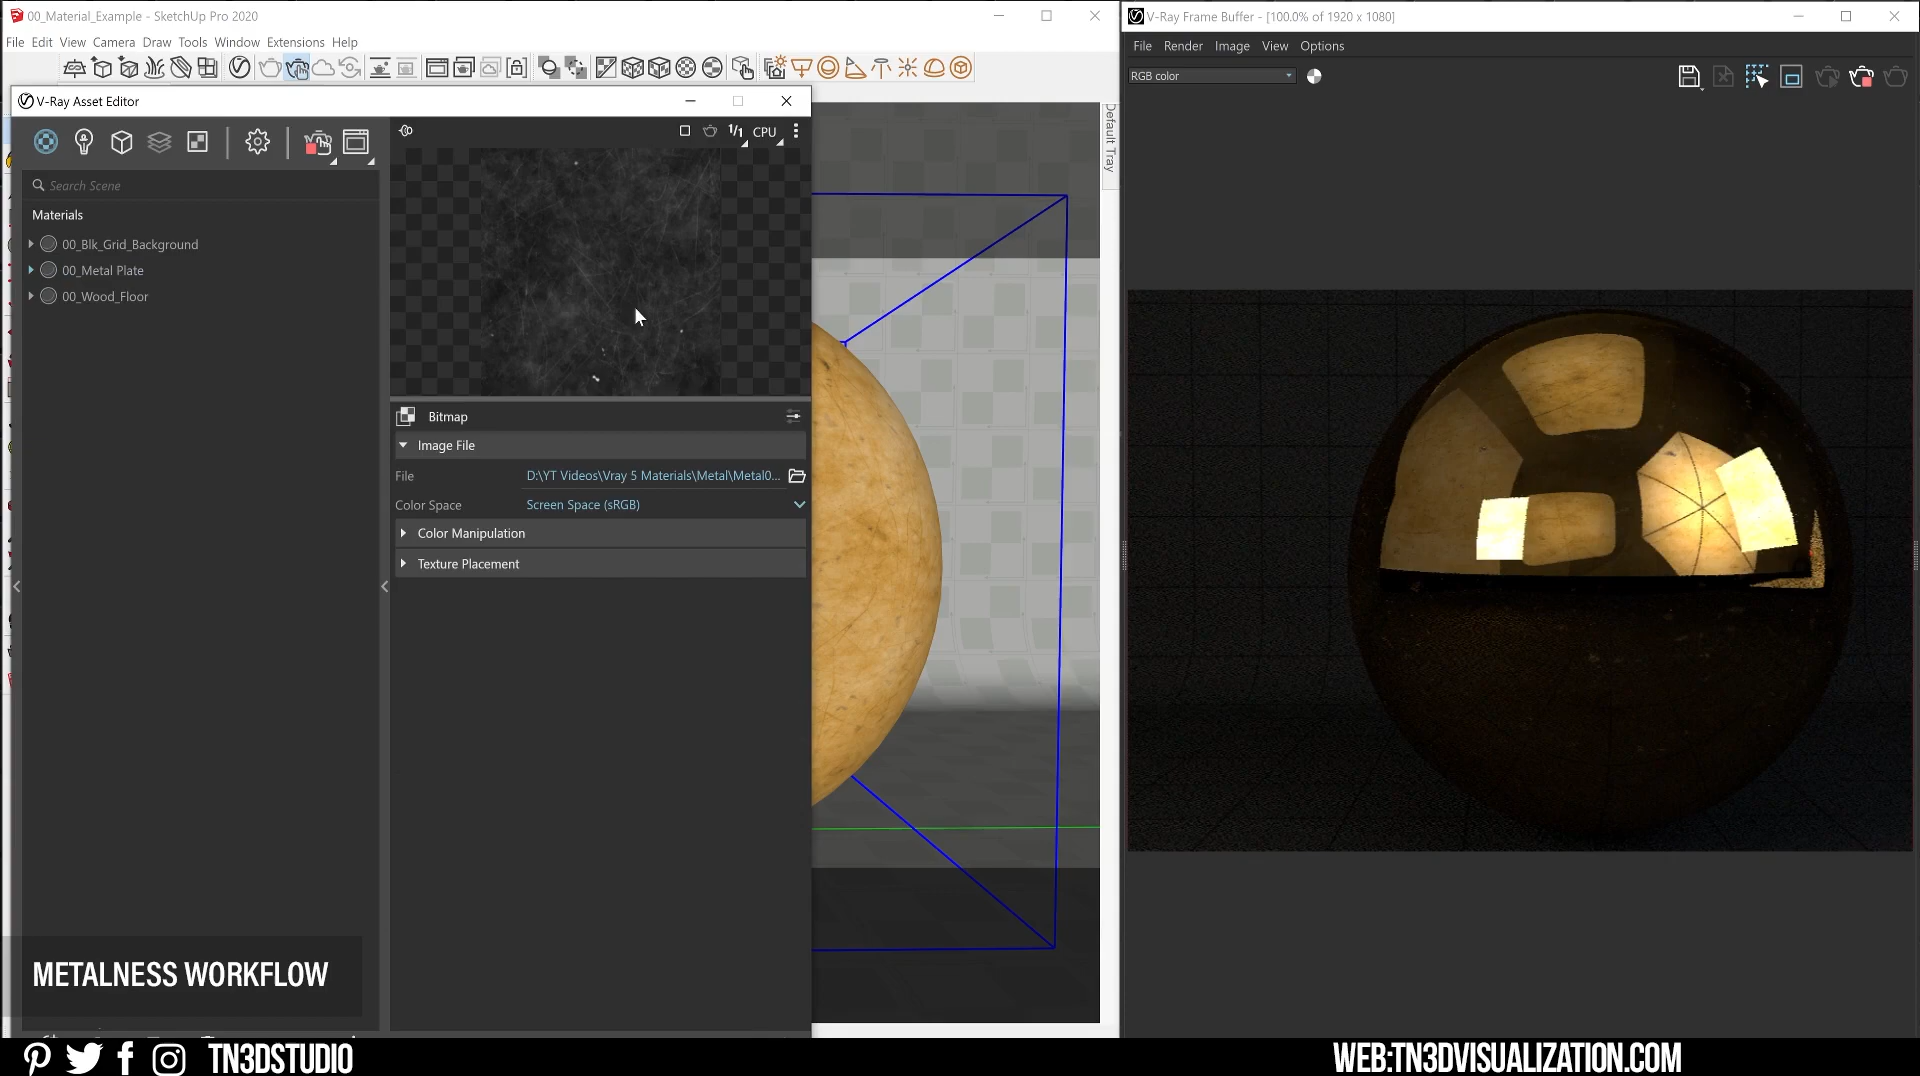 00_Material_Example - SketchUp Pro 2020
File Edit View Camera Draw Tools Window Extensions Help
V-Ray Asset Editor
1/1 CPU
Search Scene
Materials
00_Blk_Grid_Background
00_Metal Plate
00_Wood_Floor
Bitmap
Image File
File D:\YT Videos\Vray 5 Materials\Metal\Metal0...
Color Space Screen Space (sRGB)
Color Manipulation
Texture Placement
Default Tray
V-Ray Frame Buffer - [100.0% of 1920 x 1080]
File Render Image View Options
RGB color
METALNESS WORKFLOW
TN3DSTUDIO
WEB:TN3DVISUALIZATION.COM